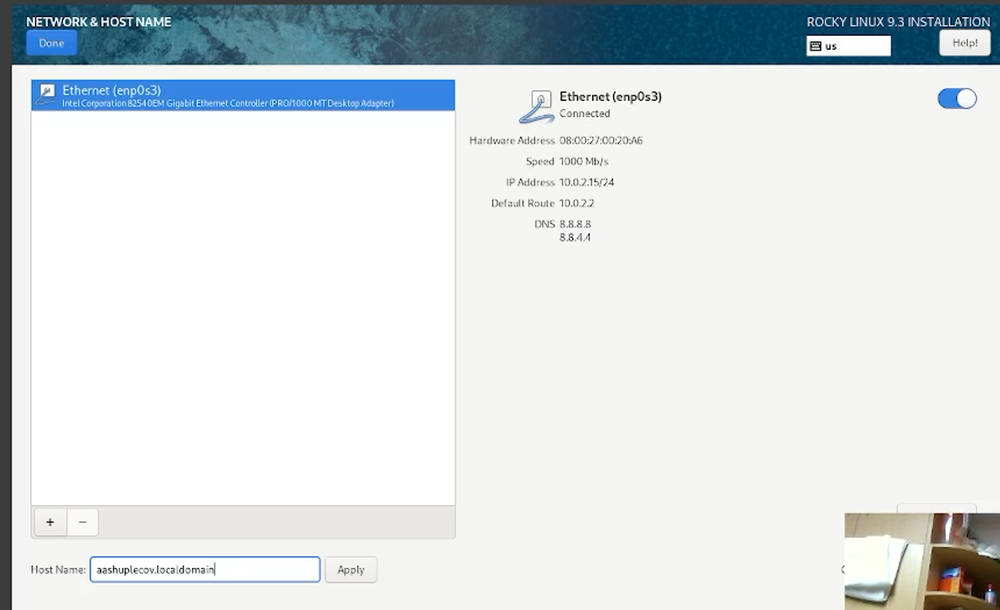 NETWORK & HOST NAME
ROCKY LINUX 9.3 INSTALLATION
Done
us
Help!
Ethernet (enp0s3)
Intel Corporation 82540EM Gigabit Ethernet Controller (PRO/1000 MT Desktop Adapter)
Ethernet (enp0s3)
Connected
Hardware Address 08:00:27:00:20:A6
Speed 1000 Mb/s
IP Address 10.0.2.15/24
Default Route 10.0.2.2
DNS 8.8.8.8
8.8.4.4
+ −
Host Name: aashuplecov.localdomain Apply